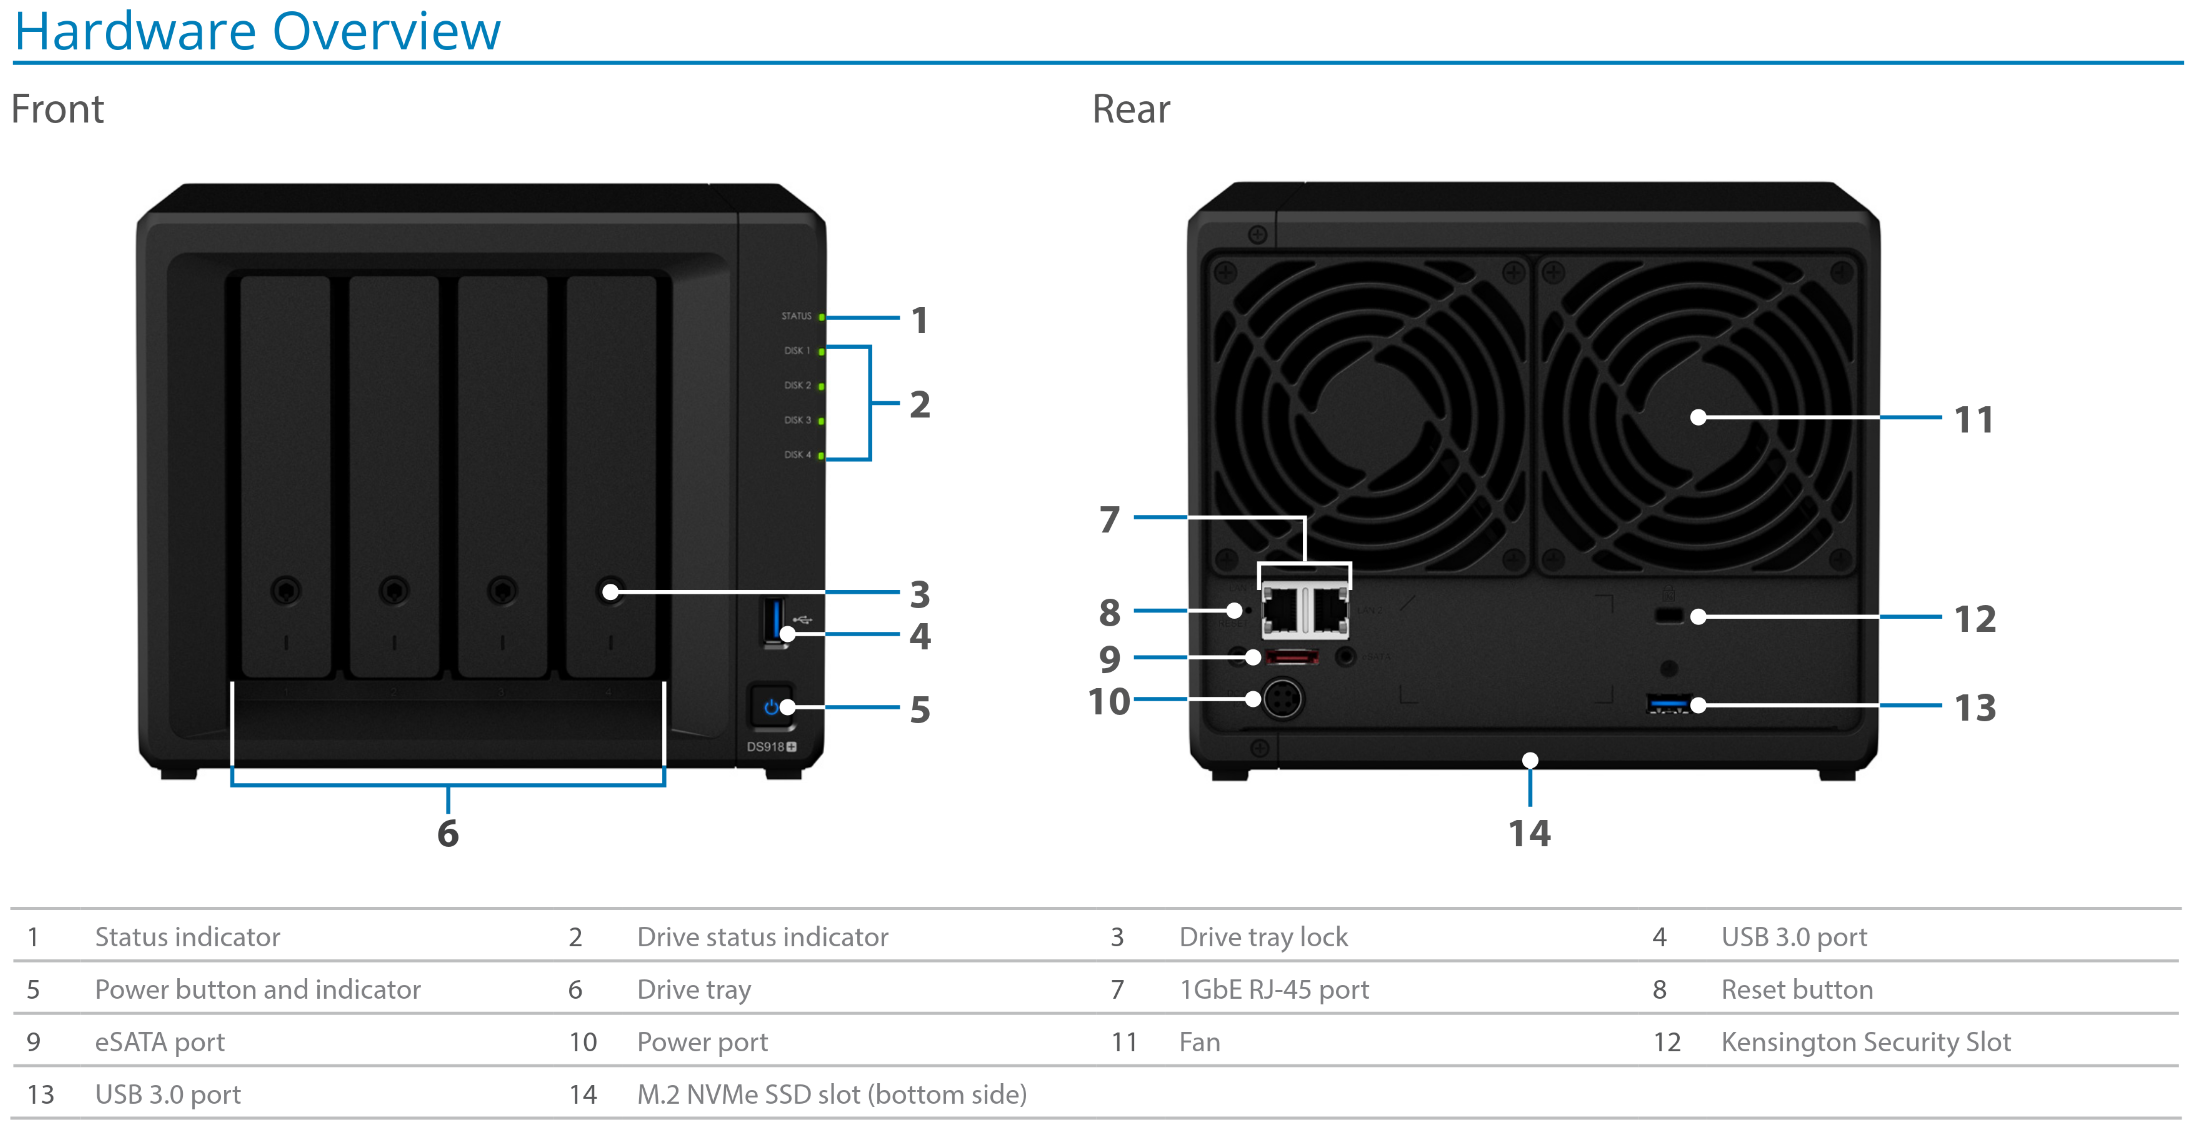 Hardware Overview
Front
Rear
STATUS
1
DISK 1
DISK 2
2
DISK 3
DISK 4
3
4
5
DS918+
6
7
8
LAN 2
9
eSATA
10
11
12
13
14
1 Status indicator 2 Drive status indicator 3 Drive tray lock 4 USB 3.0 port
5 Power button and indicator 6 Drive tray 7 1GbE RJ-45 port 8 Reset button
9 eSATA port 10 Power port 11 Fan 12 Kensington Security Slot
13 USB 3.0 port 14 M.2 NVMe SSD slot (bottom side)